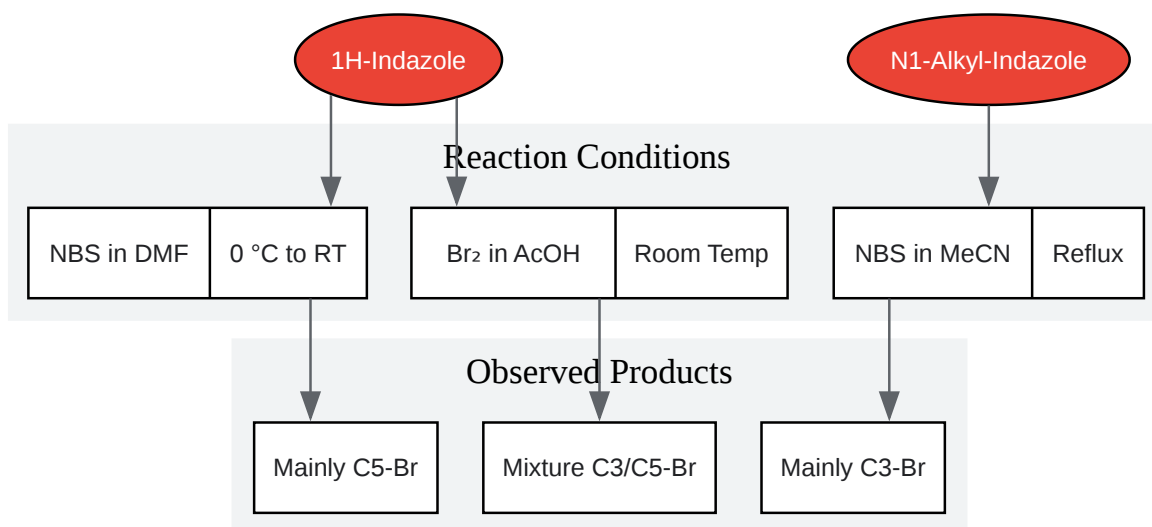 1H-Indazole
N1-Alkyl-Indazole
Reaction Conditions
NBS in DMF
0 °C to RT
Br₂ in AcOH
Room Temp
NBS in MeCN
Reflux
Observed Products
Mainly C5-Br
Mixture C3/C5-Br
Mainly C3-Br